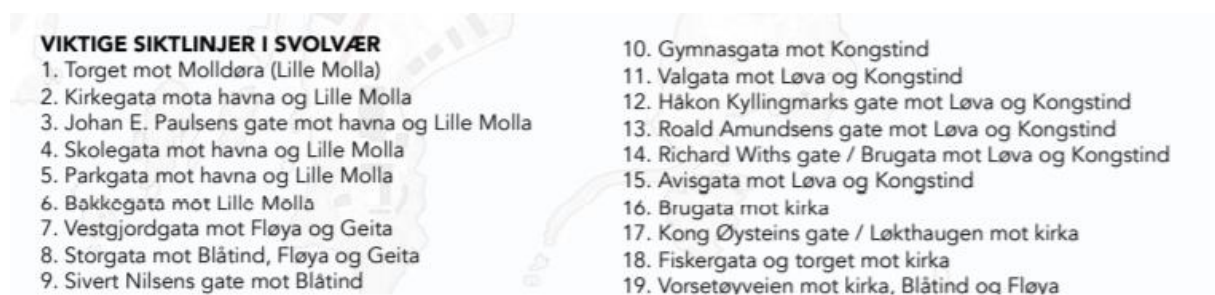 VIKTIGE SIKTLINJER I SVOLVÆR
1. Torget mot Molldøra (Lille Molla)
2. Kirkegata mota havna og Lille Molla
3. Johan E. Paulsens gate mot havna og Lille Molla
4. Skolegata mot havna og Lille Molla
5. Parkgata mot havna og Lille Molla
6. Bakkegata mot Lille Molla
7. Vestgjordgata mot Fløya og Geita
8. Storgata mot Blåtind, Fløya og Geita
9. Sivert Nilsens gate mot Blåtind
10. Gymnasgata mot Kongstind
11. Valgata mot Løva og Kongstind
12. Håkon Kyllingmarks gate mot Løva og Kongstind
13. Roald Amundsens gate mot Løva og Kongstind
14. Richard Withs gate / Brugata mot Løva og Kongstind
15. Avisgata mot Løva og Kongstind
16. Brugata mot kirka
17. Kong Øysteins gate / Løkthaugen mot kirka
18. Fiskergata og torget mot kirka
19. Vorsetøyveien mot kirka, Blåtind og Fløya